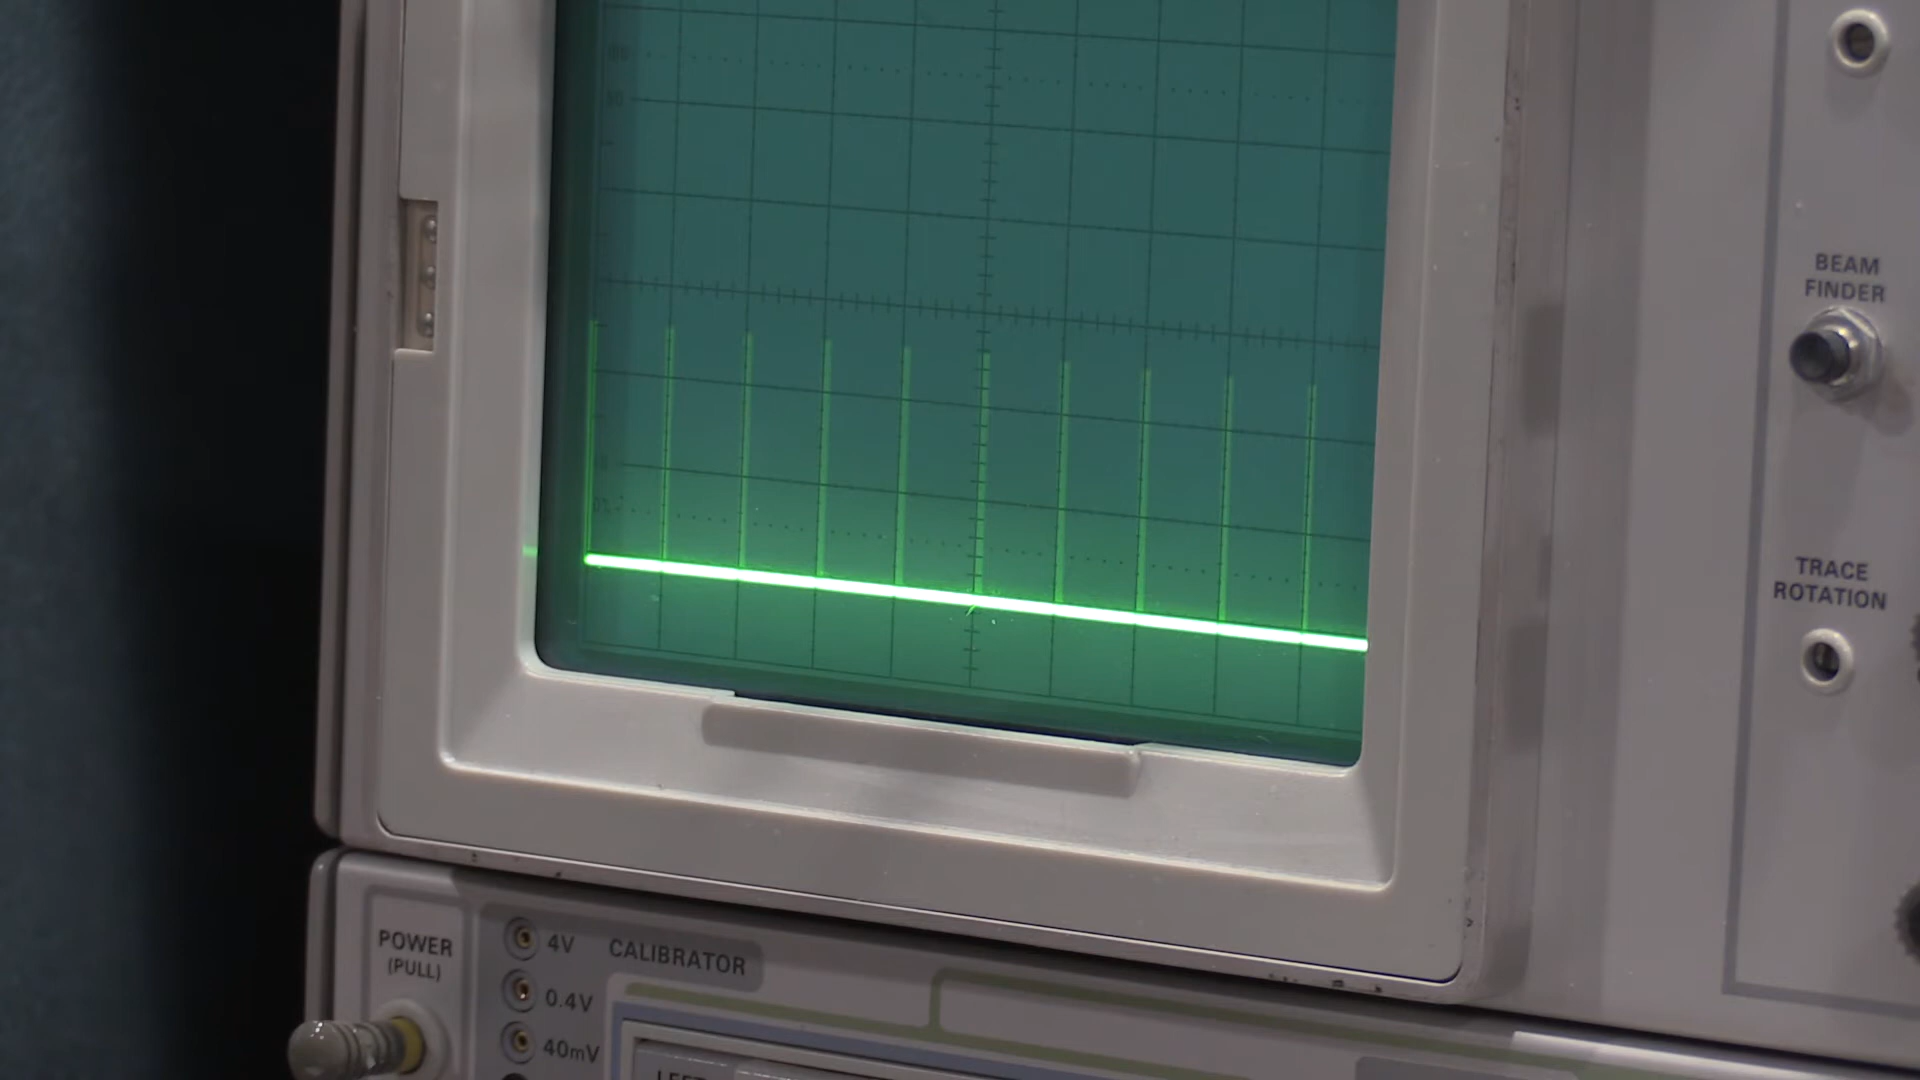 BEAM
FINDER
TRACE
ROTATION
POWER
(PULL)
4V
CALIBRATOR
0.4V
40mV